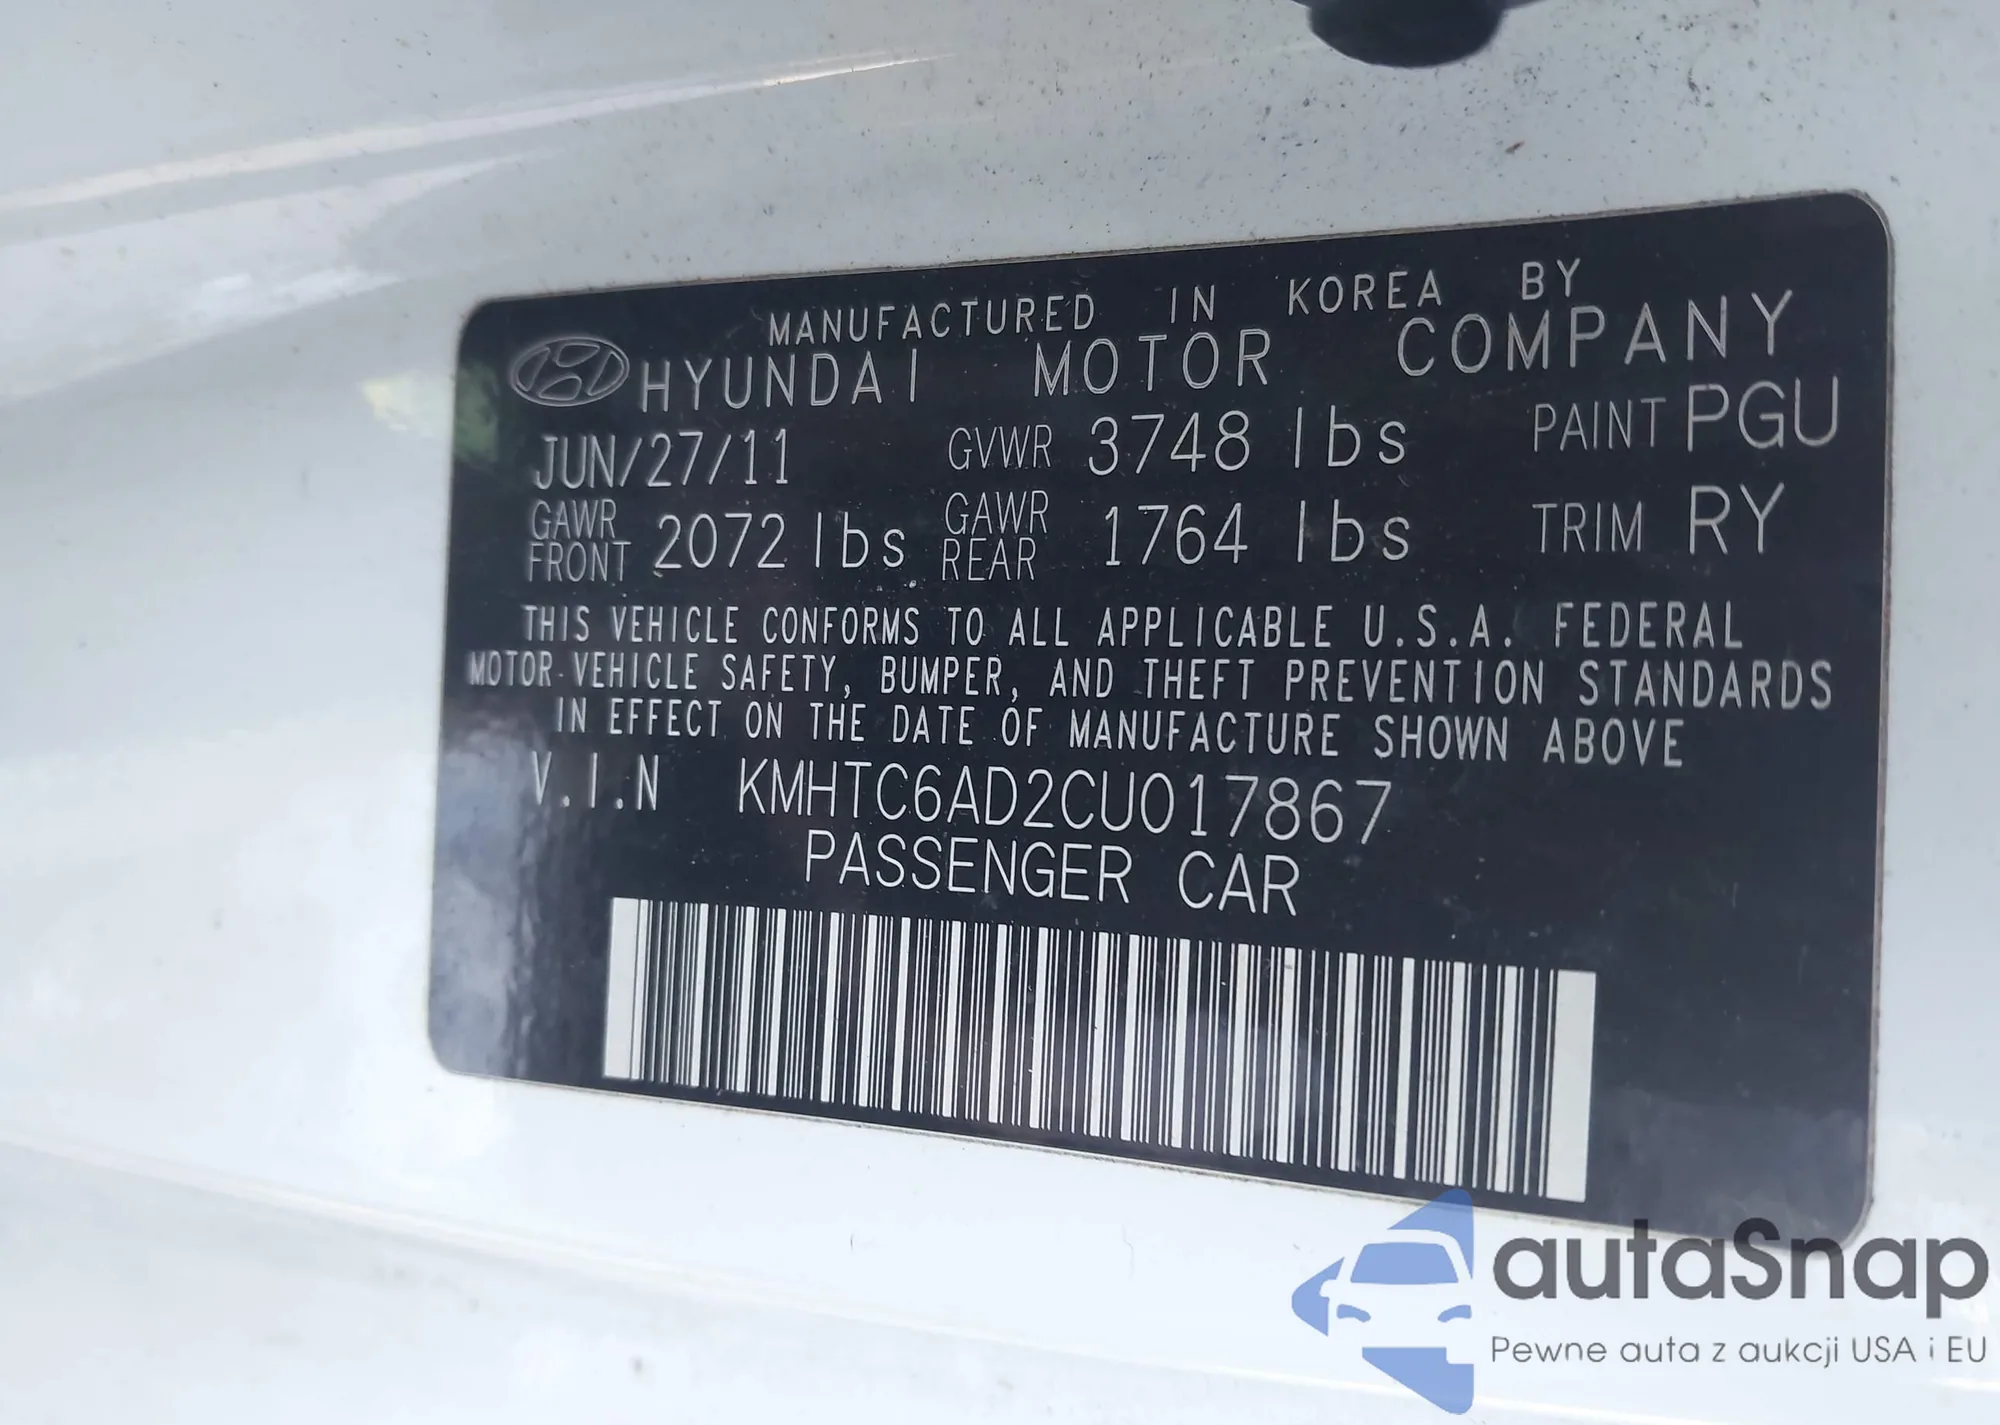 MANUFACTURED IN KOREA BY
HYUNDAI MOTOR COMPANY
JUN/27/11 GVWR 3748 lbs PAINT PGU
GAWR FRONT 2072 lbs GAWR REAR 1764 lbs TRIM RY
THIS VEHICLE CONFORMS TO ALL APPLICABLE U.S.A. FEDERAL
MOTOR VEHICLE SAFETY, BUMPER, AND THEFT PREVENTION STANDARDS
IN EFFECT ON THE DATE OF MANUFACTURE SHOWN ABOVE
V.I.N KMHTC6AD2CU017867
PASSENGER CAR
autaSnap
Pewne auta z aukcji USA i EU